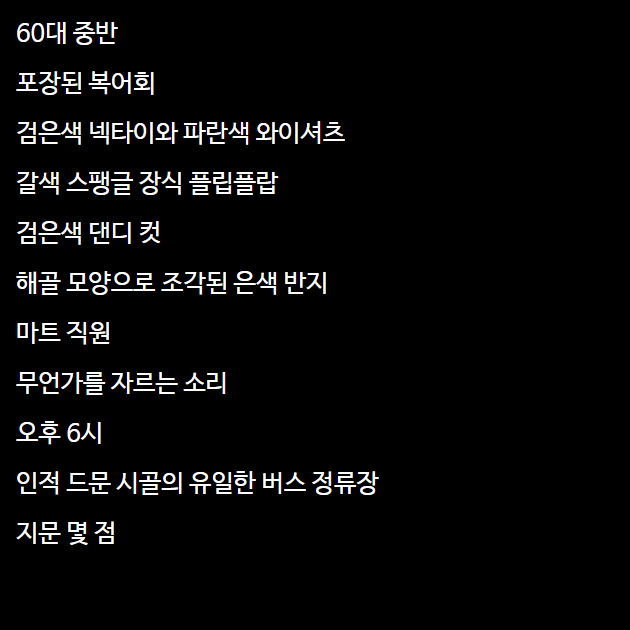 60대 중반
포장된 복어회
검은색 넥타이와 파란색 와이셔츠
갈색 스팽글 장식 플립플랍
검은색 댄디 컷
해골 모양으로 조각된 은색 반지
마트 직원
무언가를 자르는 소리
오후 6시
인적 드문 시골의 유일한 버스 정류장
지문 몇 점